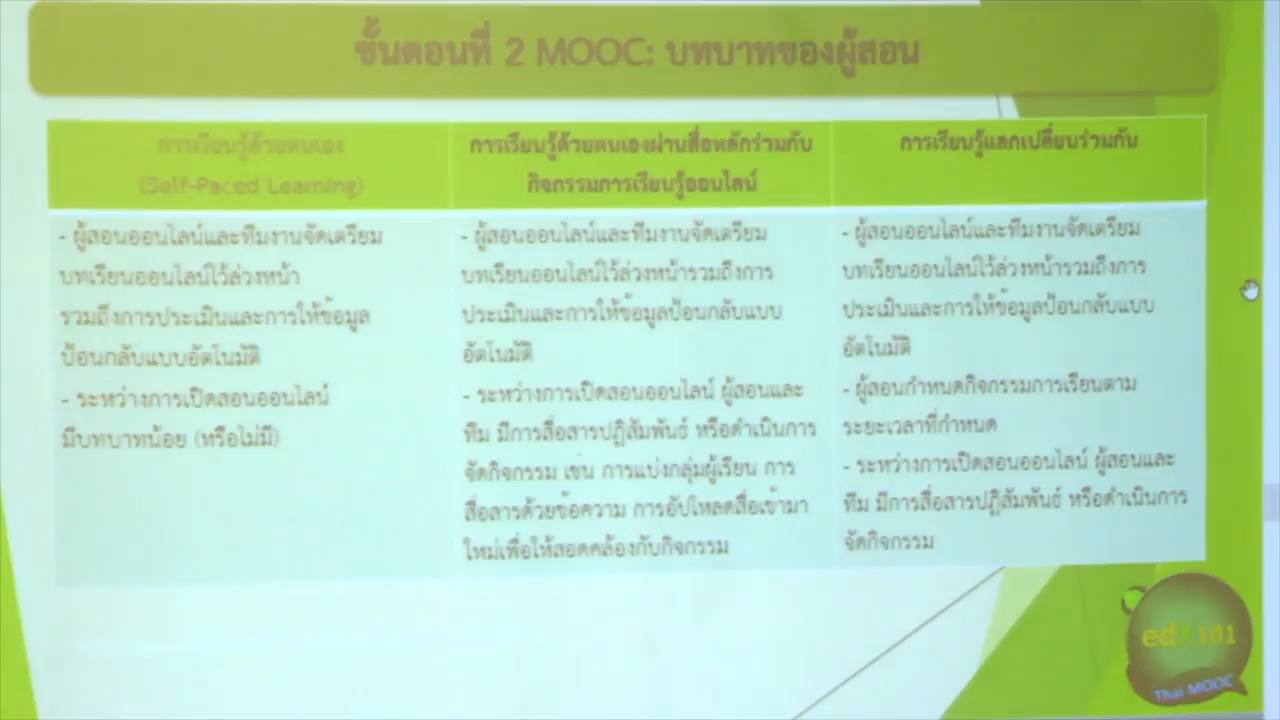 ขั้นตอนที่ 2 MOOC: บทบาทของผู้สอน
การเรียนรู้ด้วยตนเอง
(Self-Paced Learning)
การเรียนรู้ด้วยตนเองผ่านสื่อหลักร่วมกับ
กิจกรรมการเรียนรู้ออนไลน์
การเรียนรู้แลกเปลี่ยนร่วมกัน
- ผู้สอนออนไลน์และทีมงานจัดเตรียม
บทเรียนออนไลน์ไว้ล่วงหน้า
รวมถึงการประเมินและการให้ข้อมูล
ป้อนกลับแบบอัตโนมัติ
- ระหว่างการเปิดสอนออนไลน์
มีบทบาทน้อย (หรือไม่มี)
- ผู้สอนออนไลน์และทีมงานจัดเตรียม
บทเรียนออนไลน์ไว้ล่วงหน้ารวมถึงการ
ประเมินและการให้ข้อมูลป้อนกลับแบบ
อัตโนมัติ
- ระหว่างการเปิดสอนออนไลน์ ผู้สอนและ
ทีม มีการสื่อสารปฏิสัมพันธ์ หรือดำเนินการ
จัดกิจกรรม เช่น การแบ่งกลุ่มผู้เรียน การ
สื่อสารด้วยข้อความ การอัปโหลดสื่อเข้ามา
ใหม่เพื่อให้สอดคล้องกับกิจกรรม
- ผู้สอนออนไลน์และทีมงานจัดเตรียม
บทเรียนออนไลน์ไว้ล่วงหน้ารวมถึงการ
ประเมินและการให้ข้อมูลป้อนกลับแบบ
อัตโนมัติ
- ผู้สอนกำหนดกิจกรรมการเรียนตาม
ระยะเวลาที่กำหนด
- ระหว่างการเปิดสอนออนไลน์ ผู้สอนและ
ทีม มีการสื่อสารปฏิสัมพันธ์ หรือดำเนินการ
จัดกิจกรรม
edX101
Thai MOOC